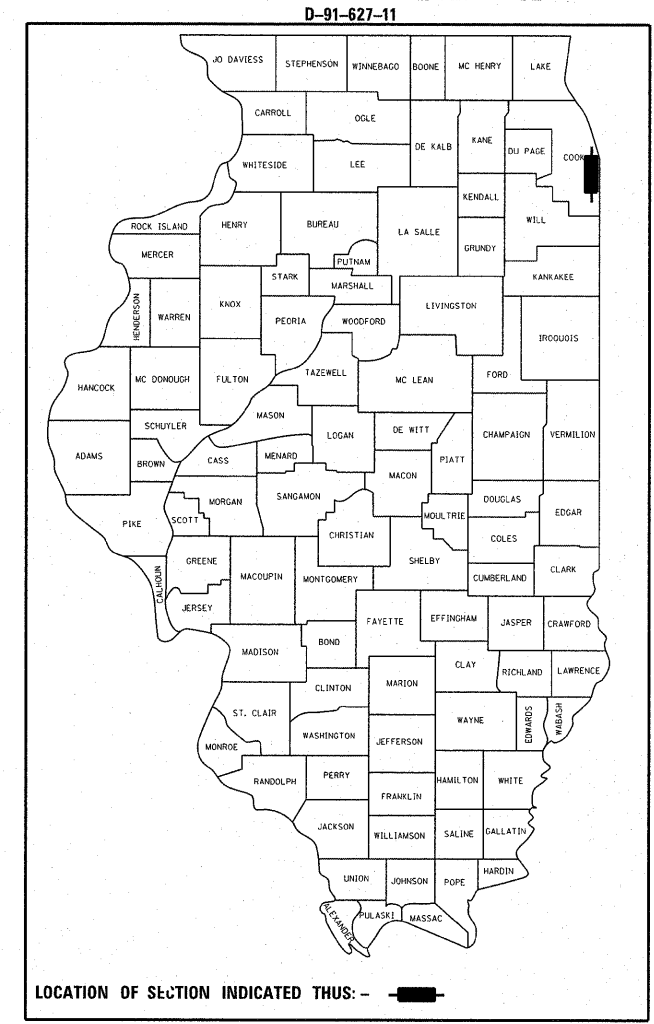 D-91-627-11
JO DAVIESS
STEPHENSON
WINNEBAGO
BOONE
MC HENRY
LAKE
CARROLL
OGLE
DE KALB
KANE
DU PAGE
COOK
WHITESIDE
LEE
KENDALL
WILL
ROCK ISLAND
HENRY
BUREAU
LA SALLE
GRUNDY
MERCER
PUTNAM
STARK
MARSHALL
KANKAKEE
HENDERSON
WARREN
KNOX
PEORIA
WOODFORD
LIVINGSTON
IROQUOIS
HANCOCK
MC DONOUGH
FULTON
TAZEWELL
MC LEAN
FORD
SCHUYLER
MASON
LOGAN
DE WITT
CHAMPAIGN
VERMILION
ADAMS
BROWN
CASS
MENARD
MACON
PIATT
PIKE
SCOTT
MORGAN
SANGAMON
CHRISTIAN
MOULTRIE
DOUGLAS
EDGAR
COLES
CALHOUN
GREENE
MACOUPIN
MONTGOMERY
SHELBY
CUMBERLAND
CLARK
JERSEY
FAYETTE
EFFINGHAM
JASPER
CRAWFORD
MADISON
BOND
MARION
CLAY
RICHLAND
LAWRENCE
CLINTON
ST. CLAIR
WASHINGTON
JEFFERSON
WAYNE
EDWARDS
WABASH
MONROE
RANDOLPH
PERRY
FRANKLIN
HAMILTON
WHITE
JACKSON
WILLIAMSON
SALINE
GALLATIN
UNION
JOHNSON
POPE
HARDIN
ALEXANDER
PULASKI
MASSAC
LOCATION OF SECTION INDICATED THUS: -